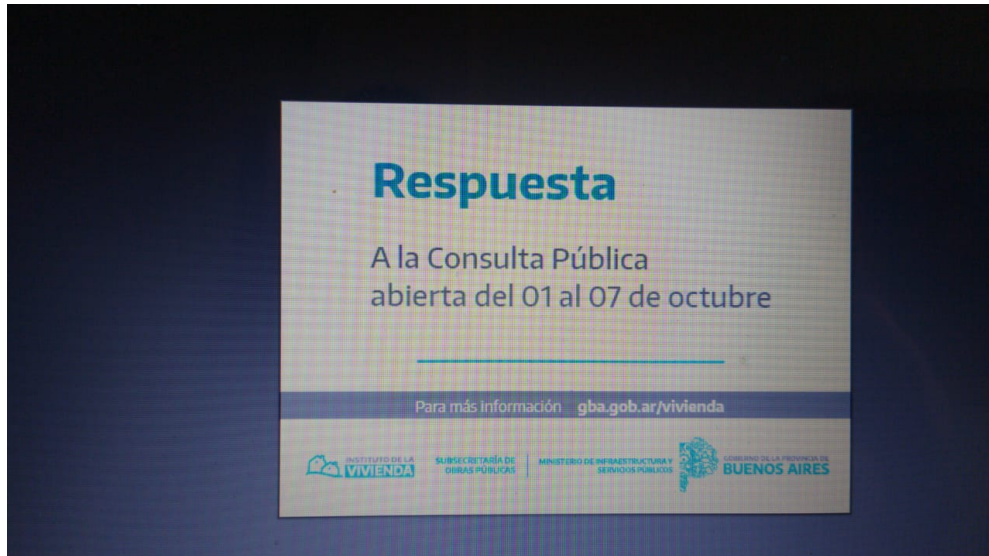 Respuesta
A la Consulta Pública
abierta del 01 al 07 de octubre
Para más información gba.gob.ar/vivienda
INSTITUTO DE LA
VIVIENDA
SUBSECRETARÍA DE
OBRAS PÚBLICAS
MINISTERIO DE INFRAESTRUCTURA Y
SERVICIOS PÚBLICOS
GOBIERNO DE LA PROVINCIA DE
BUENOS AIRES